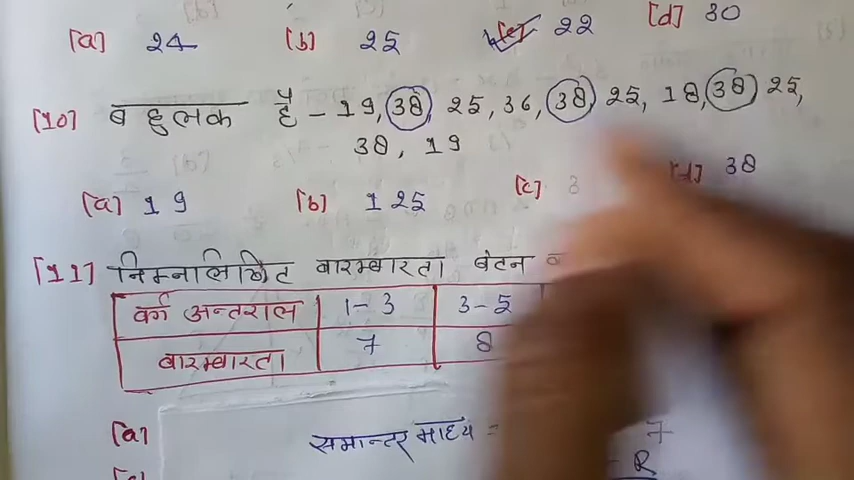 [a] 24 [b] 25 [c] 22 [d] 30
[10] बहुलक है - 19, 38, 25, 36, 38, 25, 18, 38, 25,
38, 19
[a] 19 [b] 125 [c] 3 [d] 38
[11] निम्नलिखित बारम्बारता बंटन
वर्ग अन्तराल 1-3 3-5
बारम्बारता 7 8
[a] समान्तर माध्य = 7
R